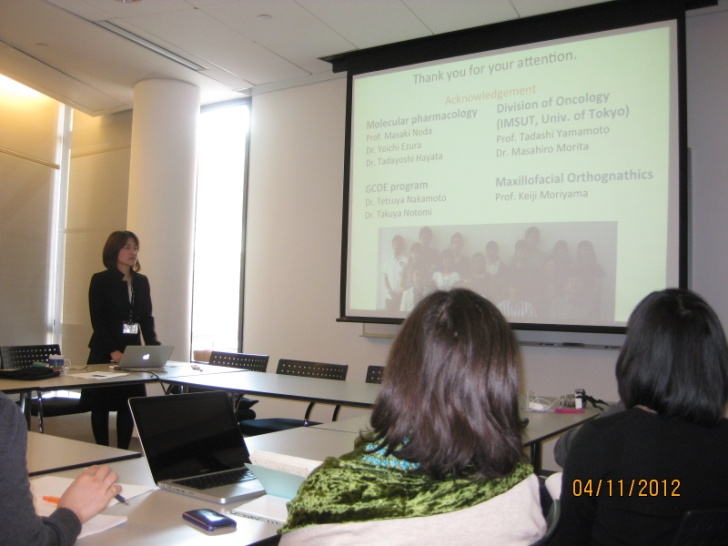 Thank you for your attention.
Acknowledgement
Molecular pharmacology
Prof. Masaki Noda
Dr. Yoichi Ezura
Dr. Tadayoshi Hayata
Division of Oncology
(IMSUT, Univ. of Tokyo)
Prof. Tadashi Yamamoto
Dr. Masahiro Morita
GCOE program
Dr. Tetsuya Nakamoto
Dr. Takuya Notomi
Maxillofacial Orthognathics
Prof. Keiji Moriyama
04/11/2012